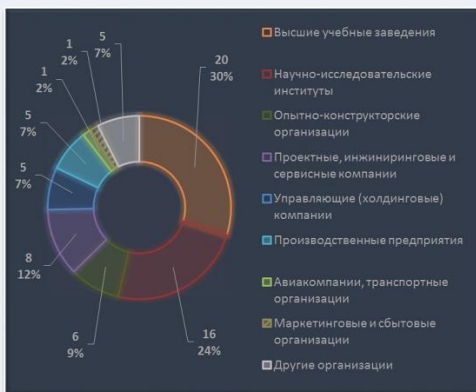 20
30%
16
24%
6
9%
8
12%
5
7%
5
7%
1
2%
1
2%
5
7%
Высшие учебные заведения
Научно-исследовательские
институты
Опытно-конструкторские
организации
Проектные, инжиниринговые и
сервисные компании
Управляющие (холдинговые)
компании
Производственные предприятия
Авиакомпании, транспортные
организации
Маркетинговые и сбытовые
организации
Другие организации